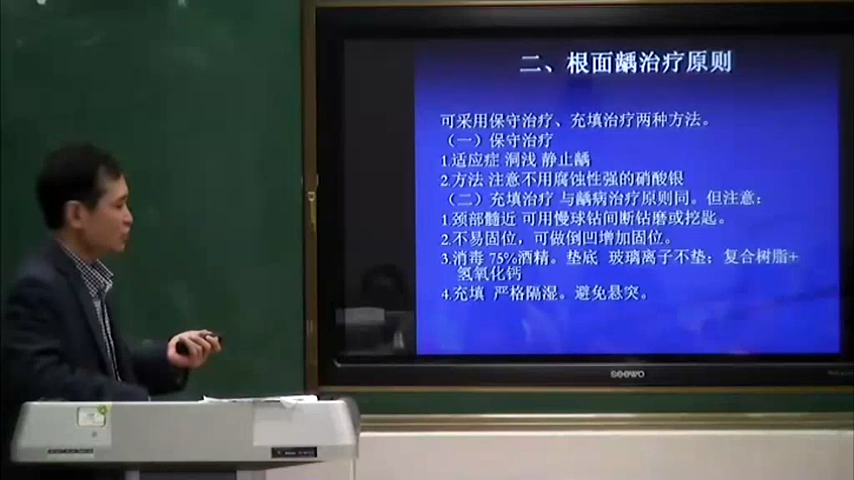 二、根面龋治疗原则
可采用保守治疗、充填治疗两种方法。
（一）保守治疗
1.适应症 洞浅 静止龋
2.方法 注意不用腐蚀性强的硝酸银
（二）充填治疗 与龋病治疗原则同。但注意：
1.颈部髓近 可用慢球钻间断钻磨或挖匙。
2.不易固位，可做倒凹增加固位。
3.消毒 75%酒精。垫底 玻璃离子不垫；复合树脂+
氢氧化钙
4.充填 严格隔湿。避免悬突。
seewo